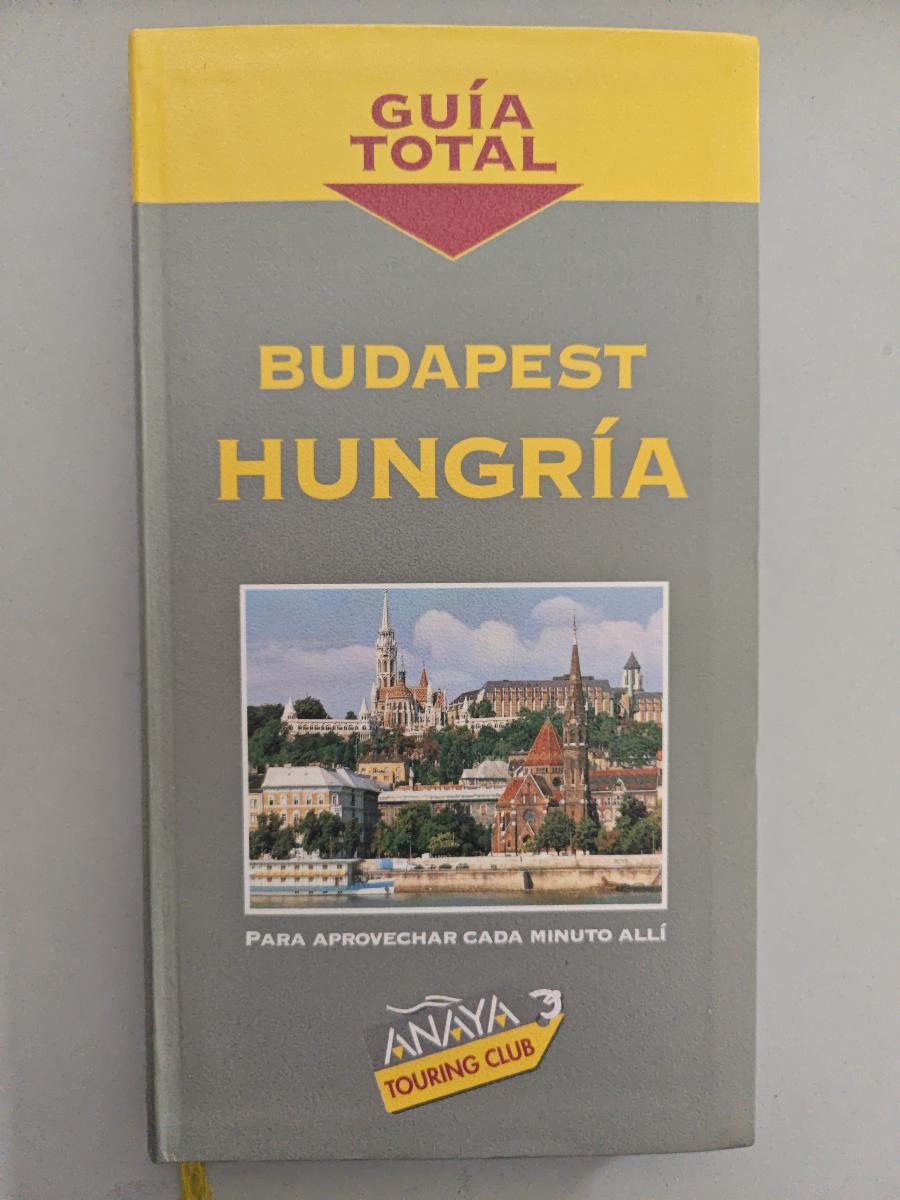 GUÍA
TOTAL
BUDAPEST
HUNGRÍA
PARA APROVECHAR CADA MINUTO ALLÍ
ANAYA
TOURING CLUB